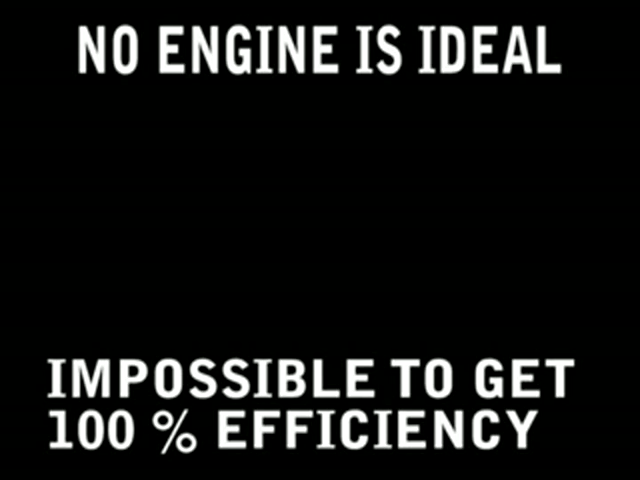 NO ENGINE IS IDEAL
IMPOSSIBLE TO GET
100 % EFFICIENCY